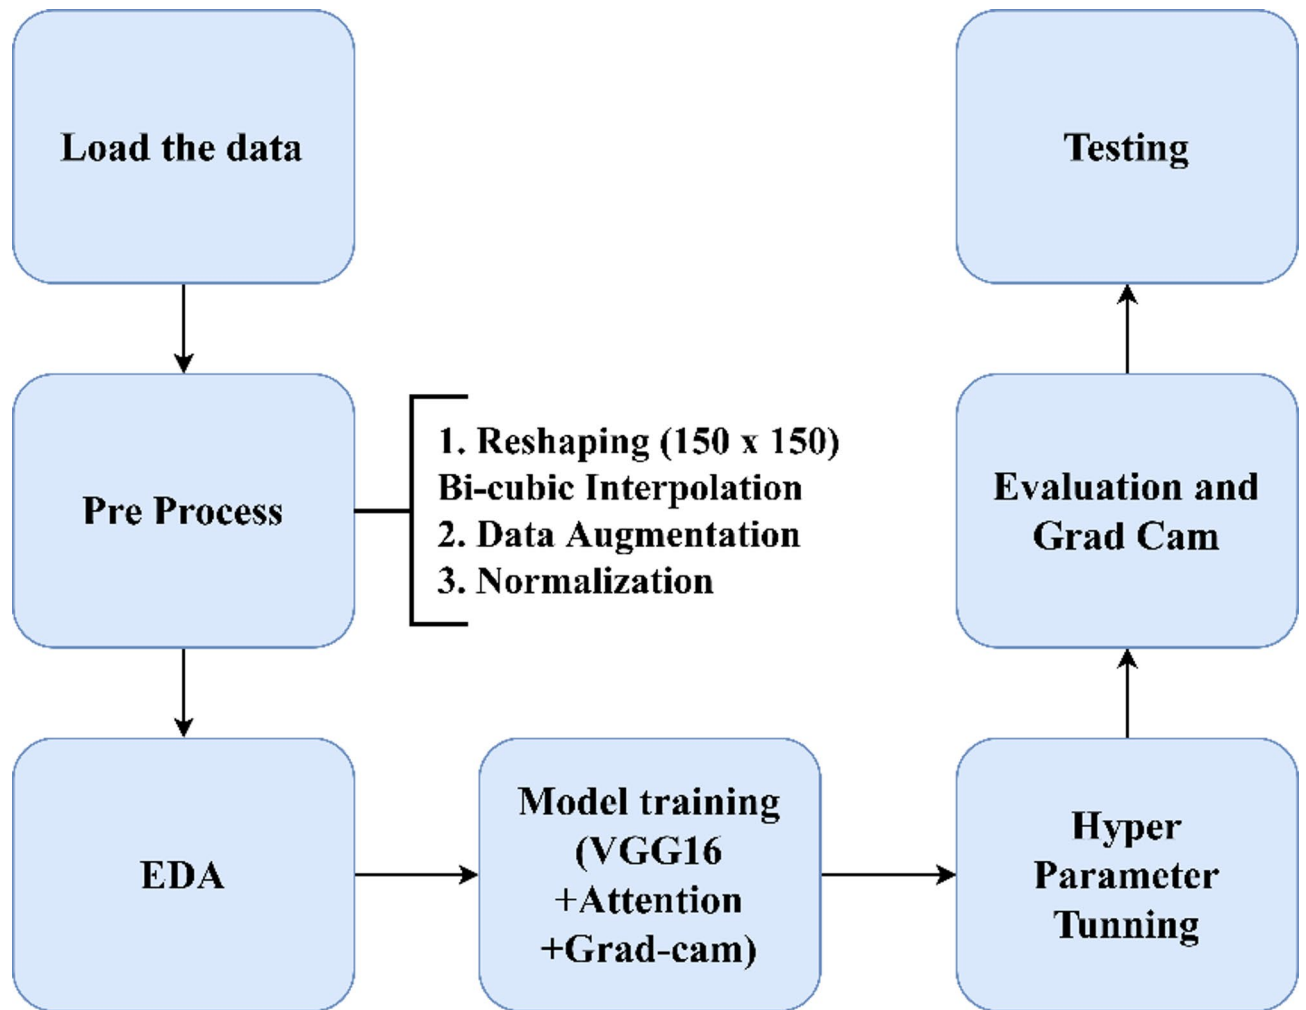 Load the data
Pre Process
1. Reshaping (150 x 150)
Bi-cubic Interpolation
2. Data Augmentation
3. Normalization
EDA
Model training
(VGG16
+Attention
+Grad-cam)
Hyper
Parameter
Tunning
Evaluation and
Grad Cam
Testing